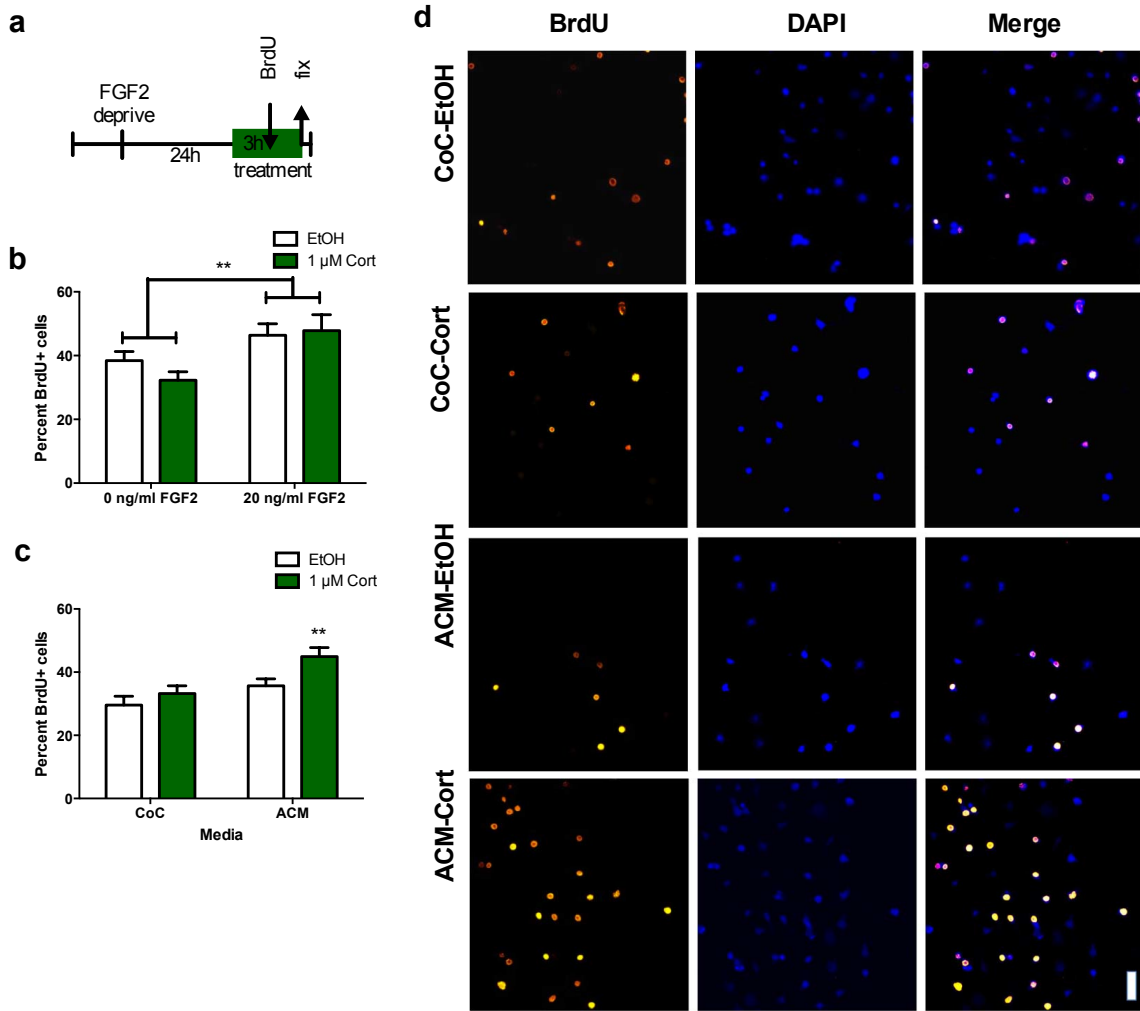 a
BrdU
fix
FGF2
deprive
3h
24h
treatment
b
EtOH
1 µM Cort
**
Percent BrdU+ cells
60
40
20
0
0 ng/ml FGF2
20 ng/ml FGF2
c
EtOH
1 µM Cort
**
Percent BrdU+ cells
60
40
20
0
CoC
ACM
Media
d
BrdU
DAPI
Merge
CoC-EtOH
CoC-Cort
ACM-EtOH
ACM-Cort